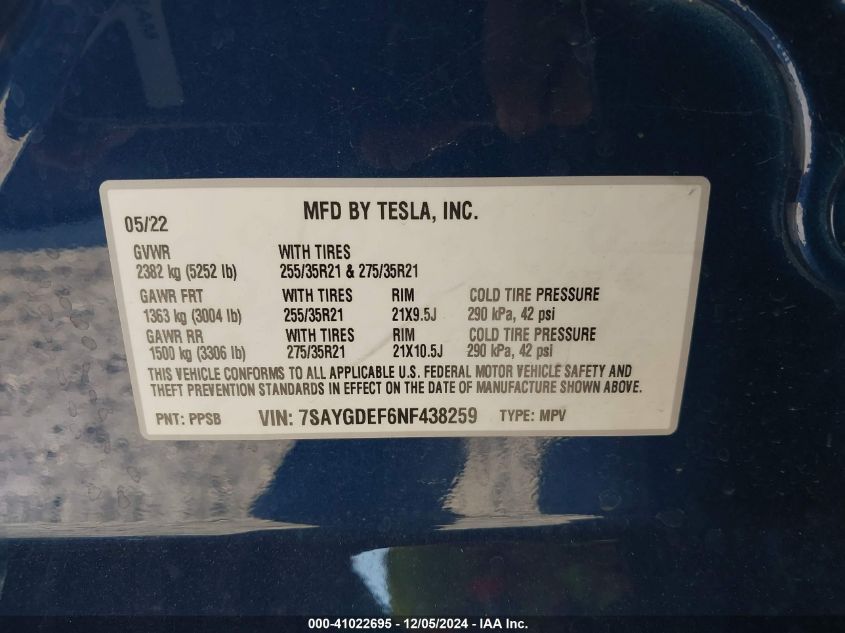 05/22 MFD BY TESLA, INC.
GVWR WITH TIRES
2382 kg (5252 lb) 255/35R21 & 275/35R21
GAWR FRT WITH TIRES RIM COLD TIRE PRESSURE
1363 kg (3004 lb) 255/35R21 21X9.5J 290 kPa, 42 psi
GAWR RR WITH TIRES RIM COLD TIRE PRESSURE
1500 kg (3306 lb) 275/35R21 21X10.5J 290 kPa, 42 psi
THIS VEHICLE CONFORMS TO ALL APPLICABLE U.S. FEDERAL MOTOR VEHICLE SAFETY AND
THEFT PREVENTION STANDARDS IN EFFECT ON THE DATE OF MANUFACTURE SHOWN ABOVE.
PNT: PPSB VIN: 7SAYGDEF6NF438259 TYPE: MPV
000-41022695 - 12/05/2024 - IAA Inc.